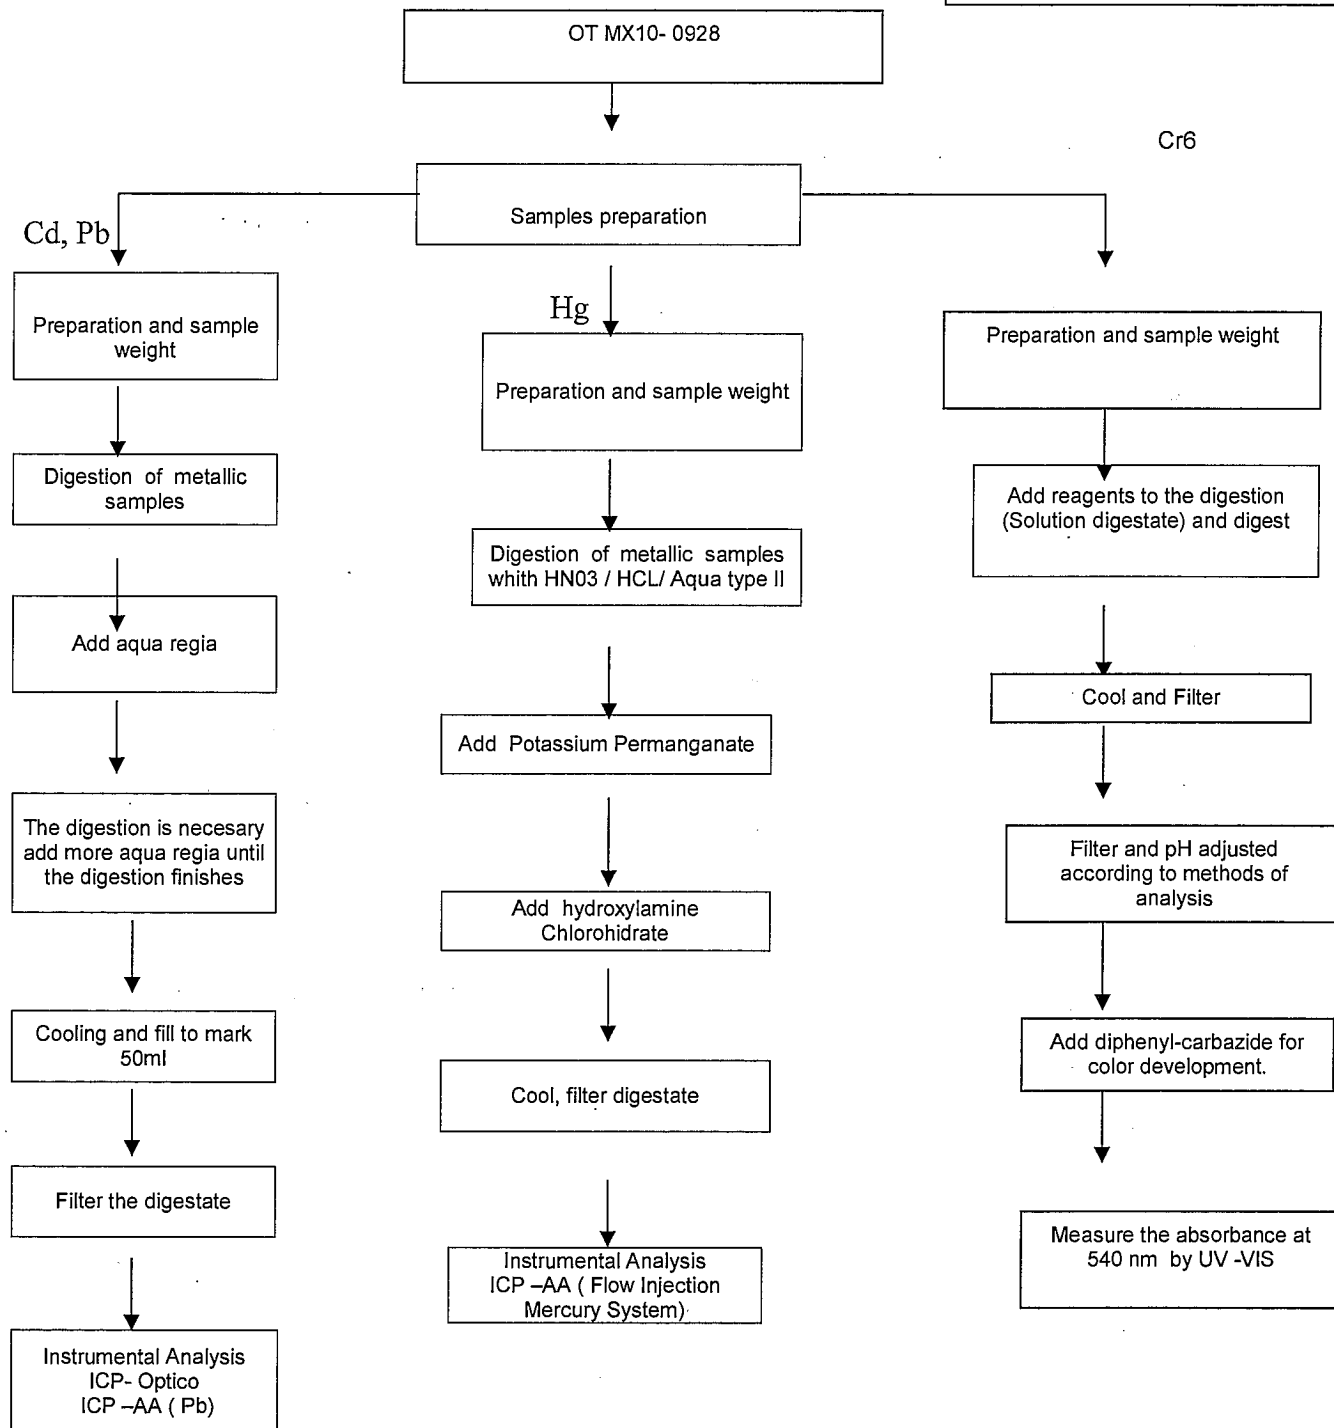 OT MX10- 0928
Cr6
Samples preparation
Cd, Pb
Preparation and sample
weight
Digestion of metallic
samples
Add aqua regia
The digestion is necesary
add more aqua regia until
the digestion finishes
Cooling and fill to mark
50ml
Filter the digestate
Instrumental Analysis
ICP- Optico
ICP –AA ( Pb)
Hg
Preparation and sample weight
Digestion of metallic samples
whith HN03 / HCL/ Aqua type II
Add Potassium Permanganate
Add hydroxylamine
Chlorohidrate
Cool, filter digestate
Instrumental Analysis
ICP –AA ( Flow Injection
Mercury System)
Preparation and sample weight
Add reagents to the digestion
(Solution digestate) and digest
Cool and Filter
Filter and pH adjusted
according to methods of
analysis
Add diphenyl-carbazide for
color development.
Measure the absorbance at
540 nm by UV -VIS